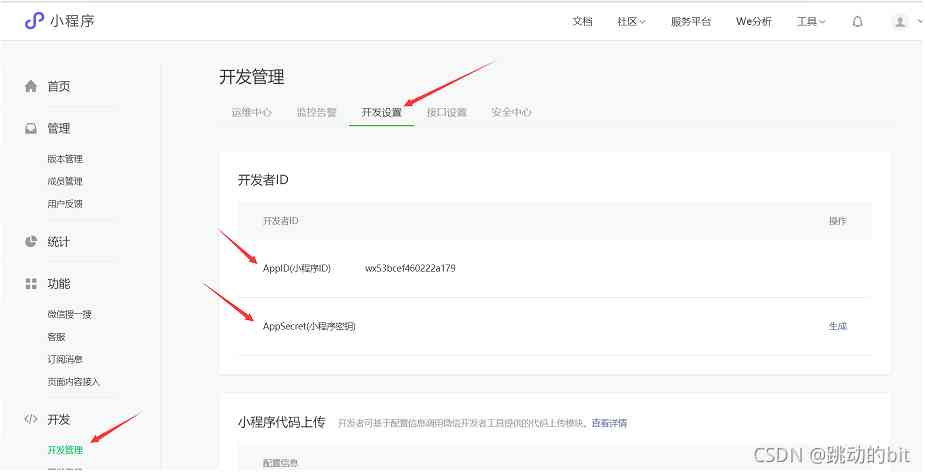 小程序
文档 社区 服务平台 We分析 工具
首页
管理
版本管理
成员管理
用户反馈
统计
功能
微信搜一搜
客服
订阅消息
页面内容接入
</> 开发
开发管理
开发管理
运维中心 监控告警 开发设置 接口设置 安全中心
开发者ID
开发者ID 操作
AppID(小程序ID) wx53bcef460222a179
AppSecret(小程序密钥) 生成
小程序代码上传 开发者可基于配置信息调用微信开发者工具提供的代码上传模块。查看详情
配置信息
CSDN @跳动的bit